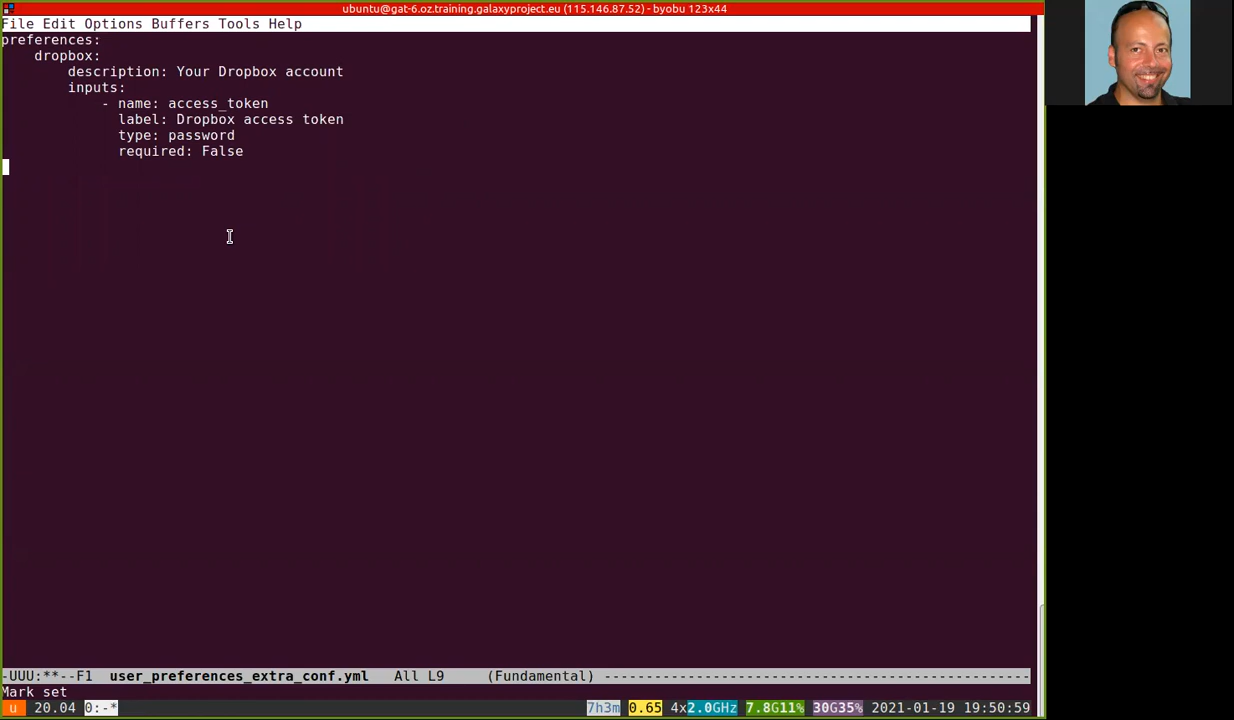 ubuntu@gat-6.oz.training.galaxyproject.eu (115.146.87.52) - byobu 123x44
File Edit Options Buffers Tools Help
preferences:
    dropbox:
        description: Your Dropbox account
        inputs:
            - name: access_token
              label: Dropbox access token
              type: password
              required: False
-UUU:**--F1  user_preferences_extra_conf.yml   All L9     (Fundamental) ---------------------------------------------------
Mark set
u  20.04 0:-* 7h3m 0.65 4x2.0GHz 7.8G11% 30G35% 2021-01-19 19:50:59